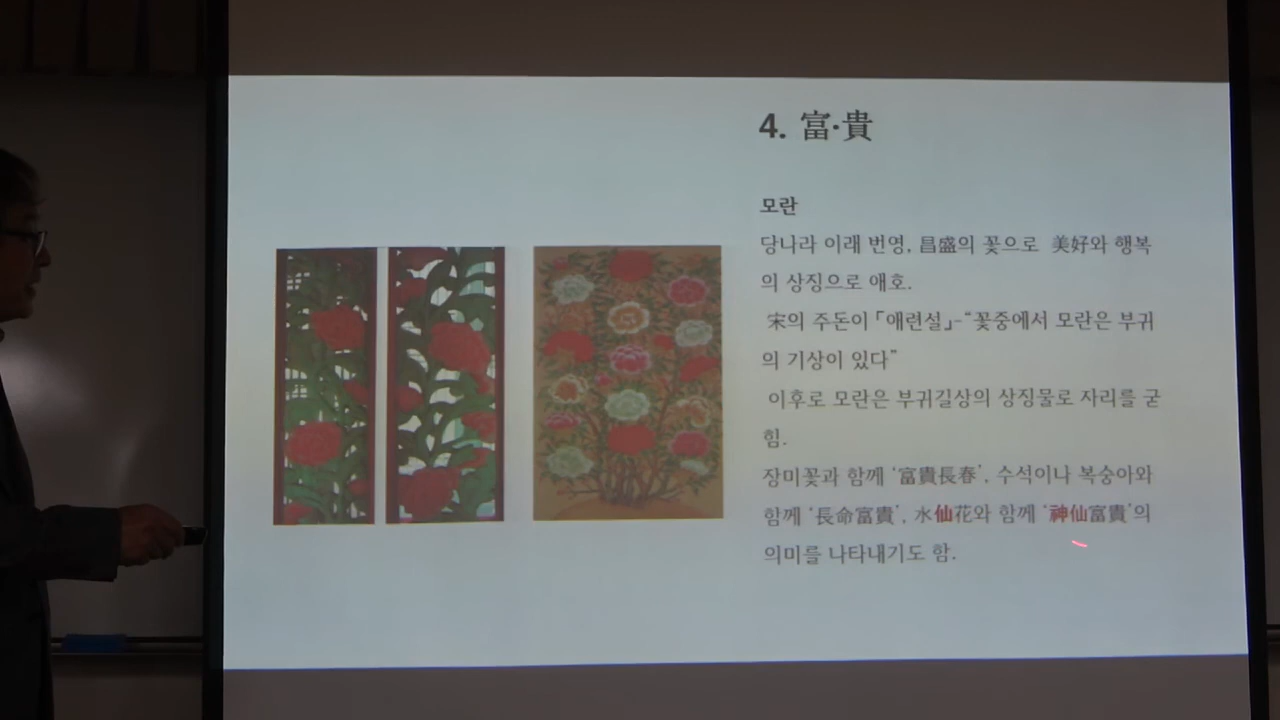 4. 富·貴
모란
당나라 이래 번영, 昌盛의 꽃으로 美好와 행복
의 상징으로 애호.
宋의 주돈이「애련설」-“꽃중에서 모란은 부귀
의 기상이 있다”
이후로 모란은 부귀길상의 상징물로 자리를 굳
힘.
장미꽃과 함께 ‘富貴長春’, 수석이나 복숭아와
함께 ‘長命富貴’, 水仙花와 함께 ‘神仙富貴’의
의미를 나타내기도 함.